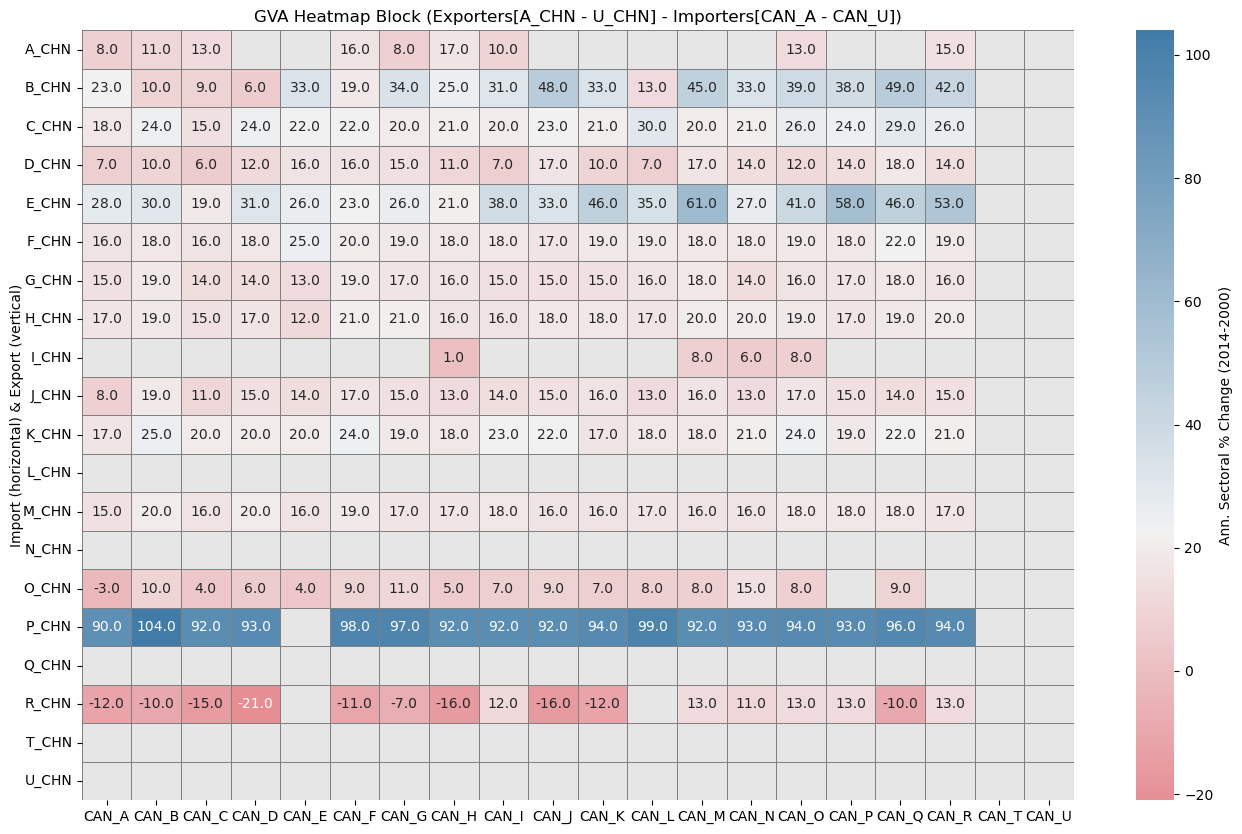 GVA Heatmap Block (Exporters[A_CHN - U_CHN] - Importers[CAN_A - CAN_U])
Import (horizontal) & Export (vertical)
A_CHN 8.0 11.0 13.0 16.0 8.0 17.0 10.0 13.0 15.0
B_CHN 23.0 10.0 9.0 6.0 33.0 19.0 34.0 25.0 31.0 48.0 33.0 13.0 45.0 33.0 39.0 38.0 49.0 42.0
C_CHN 18.0 24.0 15.0 24.0 22.0 22.0 20.0 21.0 20.0 23.0 21.0 30.0 20.0 21.0 26.0 24.0 29.0 26.0
D_CHN 7.0 10.0 6.0 12.0 16.0 16.0 15.0 11.0 7.0 17.0 10.0 7.0 17.0 14.0 12.0 14.0 18.0 14.0
E_CHN 28.0 30.0 19.0 31.0 26.0 23.0 26.0 21.0 38.0 33.0 46.0 35.0 61.0 27.0 41.0 58.0 46.0 53.0
F_CHN 16.0 18.0 16.0 18.0 25.0 20.0 19.0 18.0 18.0 17.0 19.0 19.0 18.0 18.0 19.0 18.0 22.0 19.0
G_CHN 15.0 19.0 14.0 14.0 13.0 19.0 17.0 16.0 15.0 15.0 15.0 16.0 18.0 14.0 16.0 17.0 18.0 16.0
H_CHN 17.0 19.0 15.0 17.0 12.0 21.0 21.0 16.0 16.0 18.0 18.0 17.0 20.0 20.0 19.0 17.0 19.0 20.0
I_CHN 1.0 8.0 6.0 8.0
J_CHN 8.0 19.0 11.0 15.0 14.0 17.0 15.0 13.0 14.0 15.0 16.0 13.0 16.0 13.0 17.0 15.0 14.0 15.0
K_CHN 17.0 25.0 20.0 20.0 20.0 24.0 19.0 18.0 23.0 22.0 17.0 18.0 18.0 21.0 24.0 19.0 22.0 21.0
L_CHN
M_CHN 15.0 20.0 16.0 20.0 16.0 19.0 17.0 17.0 18.0 16.0 16.0 17.0 16.0 16.0 18.0 18.0 18.0 17.0
N_CHN
O_CHN -3.0 10.0 4.0 6.0 4.0 9.0 11.0 5.0 7.0 9.0 7.0 8.0 8.0 15.0 8.0 9.0
P_CHN 90.0 104.0 92.0 93.0 98.0 97.0 92.0 92.0 92.0 94.0 99.0 92.0 93.0 94.0 93.0 96.0 94.0
Q_CHN
R_CHN -12.0 -10.0 -15.0 -21.0 -11.0 -7.0 -16.0 12.0 -16.0 -12.0 13.0 11.0 13.0 13.0 -10.0 13.0
T_CHN
U_CHN
CAN_A CAN_B CAN_C CAN_D CAN_E CAN_F CAN_G CAN_H CAN_I CAN_J CAN_K CAN_L CAN_M CAN_N CAN_O CAN_P CAN_Q CAN_R CAN_T CAN_U
100
80
60
40
20
0
−20
Ann. Sectoral % Change (2014-2000)